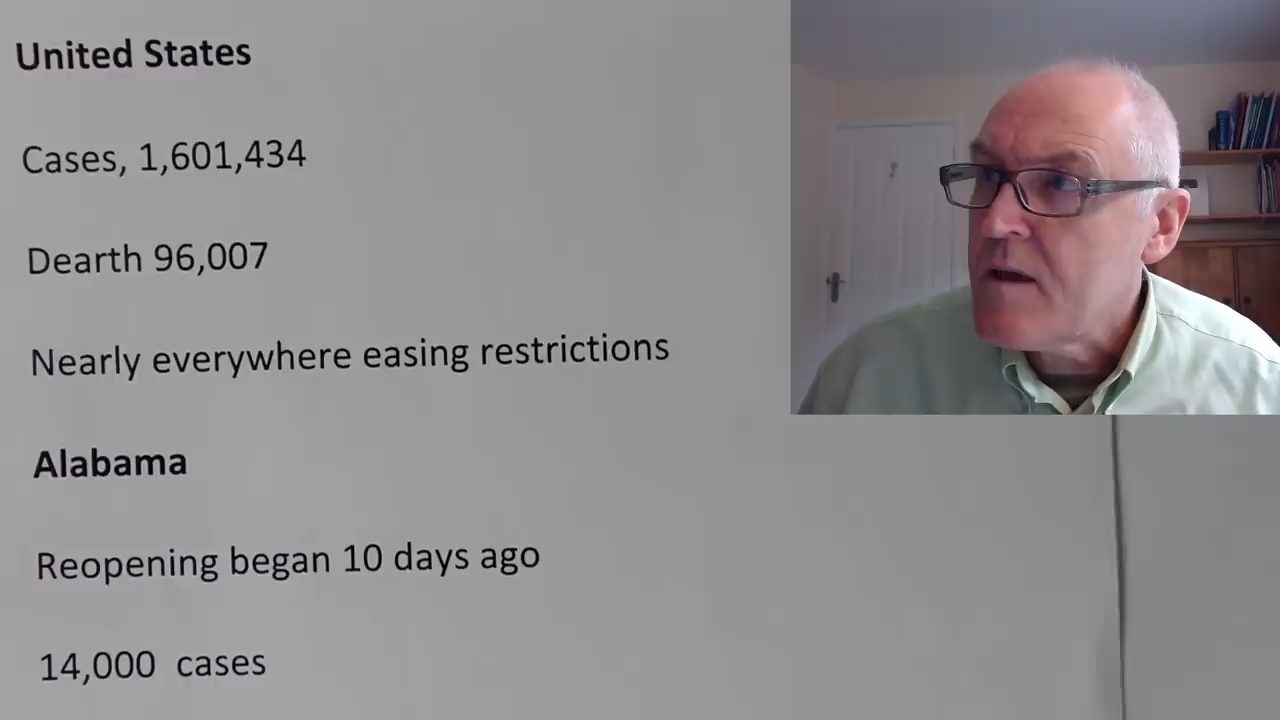 United States
Cases, 1,601,434
Dearth 96,007
Nearly everywhere easing restrictions
Alabama
Reopening began 10 days ago
14,000 cases